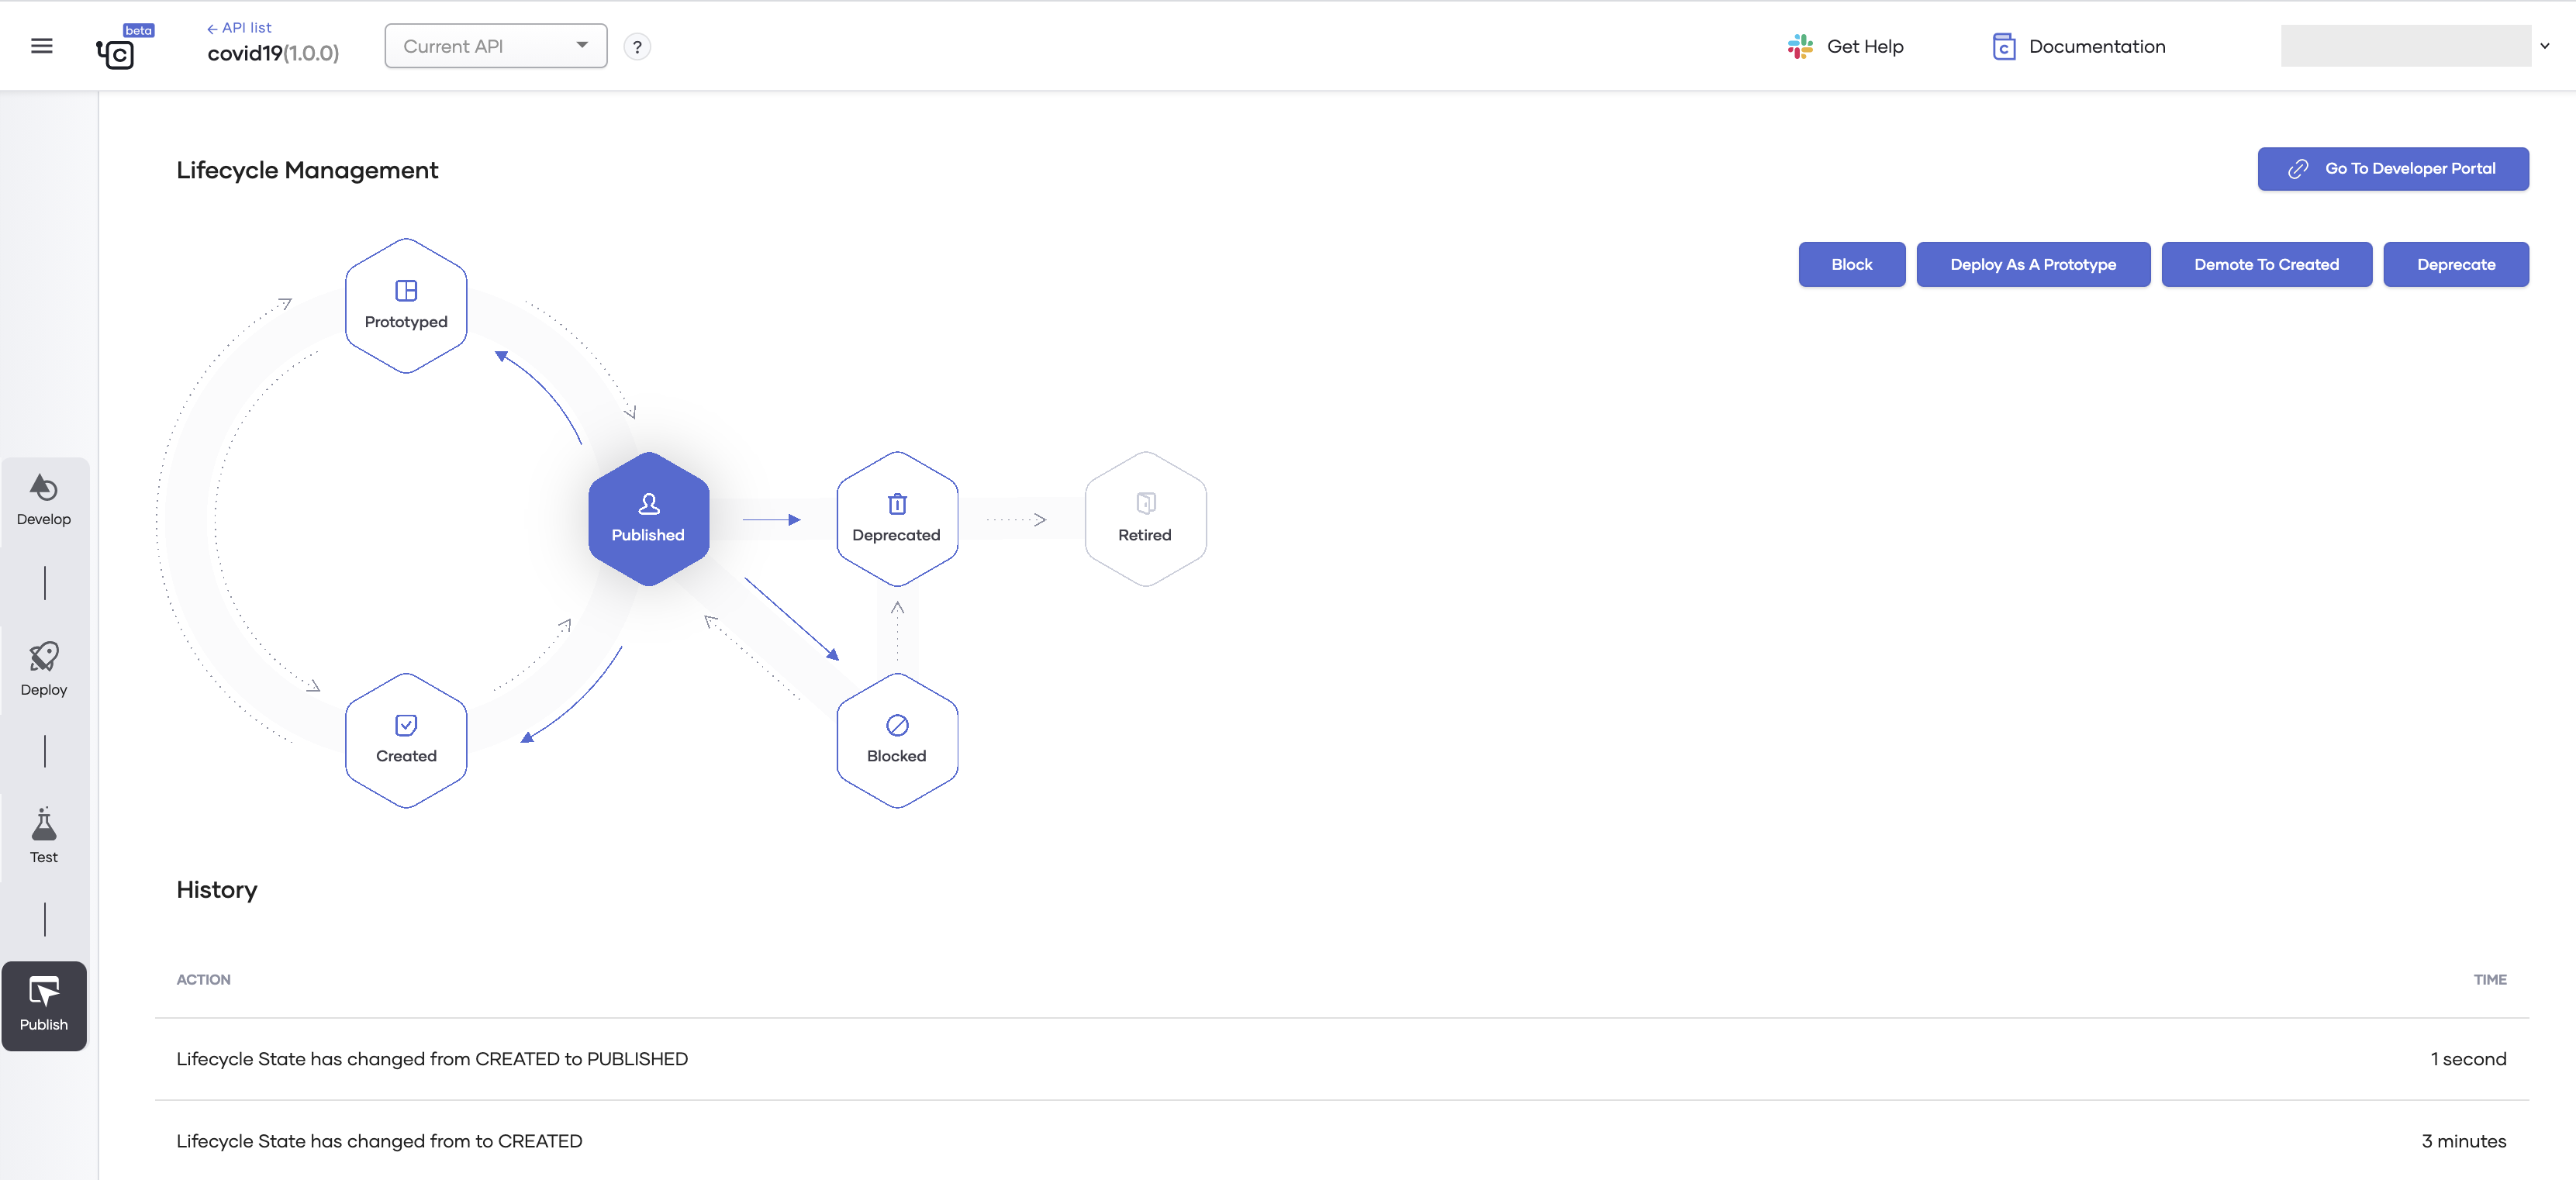 beta
← API list
covid19(1.0.0)
Current API
?
Get Help
Documentation
Lifecycle Management
Go To Developer Portal
Block
Deploy As A Prototype
Demote To Created
Deprecate
Prototyped
Published
Deprecated
Retired
Created
Blocked
Develop
Deploy
Test
Publish
History
ACTION TIME
Lifecycle State has changed from CREATED to PUBLISHED 1 second
Lifecycle State has changed from to CREATED 3 minutes